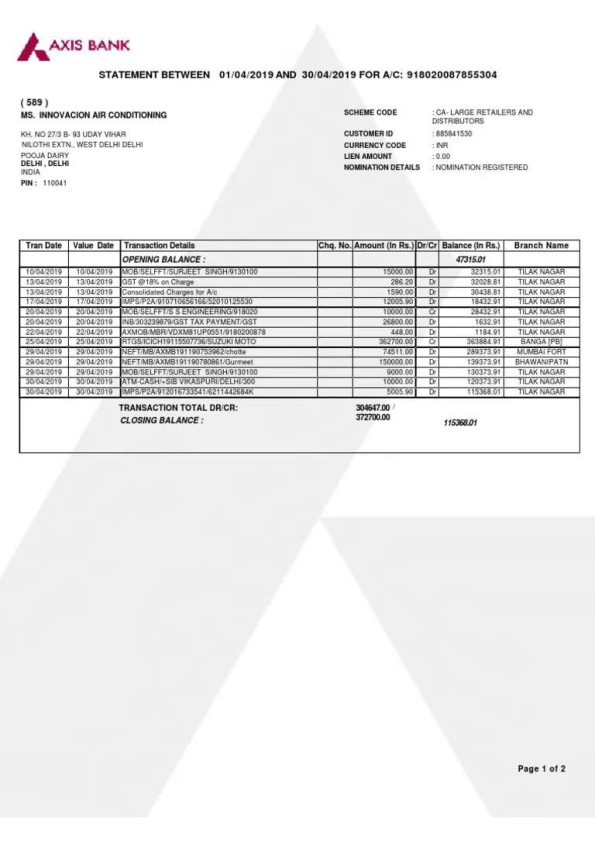 AXIS BANK
STATEMENT BETWEEN 01/04/2019 AND 30/04/2019 FOR A/C: 918020087855304
( 589 )
MS. INNOVACION AIR CONDITIONING
KH. NO 27/3 B- 93 UDAY VIHAR
NILOTHI EXTN., WEST DELHI DELHI
POOJA DAIRY
DELHI , DELHI
INDIA
PIN : 110041
SCHEME CODE : CA- LARGE RETAILERS AND
DISTRIBUTORS
CUSTOMER ID : 885841530
CURRENCY CODE : INR
LIEN AMOUNT : 0.00
NOMINATION DETAILS : NOMINATION REGISTERED
Tran Date Value Date Transaction Details Chq. No. Amount (In Rs.) Dr/Cr Balance (In Rs.) Branch Name
OPENING BALANCE : 47315.01
10/04/2019 10/04/2019 MOB/SELFFT/SURJEET SINGH/9130100 15000.00 Dr 32315.01 TILAK NAGAR
13/04/2019 13/04/2019 GST @18% on Charge 286.20 Dr 32028.81 TILAK NAGAR
13/04/2019 13/04/2019 Consolidated Charges for A/c 1590.00 Dr 30438.81 TILAK NAGAR
17/04/2019 17/04/2019 IMPS/P2A/910710656166/52010125530 12005.90 Dr 18432.91 TILAK NAGAR
20/04/2019 20/04/2019 MOB/SELFFT/S S ENGINEERING/918020 10000.00 Cr 28432.91 TILAK NAGAR
20/04/2019 20/04/2019 INB/303239879/GST TAX PAYMENT/GST 26800.00 Dr 1632.91 TILAK NAGAR
22/04/2019 22/04/2019 AXMOB/MBR/VDXM81UP0551/9180200878 448.00 Dr 1184.91 TILAK NAGAR
25/04/2019 25/04/2019 RTGS/ICICH19115507736/SUZUKI MOTO 362700.00 Cr 363884.91 BANGA [PB]
29/04/2019 29/04/2019 NEFT/MB/AXMB191190753962/chotte 74511.00 Dr 289373.91 MUMBAI FORT
29/04/2019 29/04/2019 NEFT/MB/AXMB191190780861/Gurmeet 150000.00 Dr 139373.91 BHAWANIPATN
29/04/2019 29/04/2019 MOB/SELFFT/SURJEET SINGH/9130100 9000.00 Dr 130373.91 TILAK NAGAR
30/04/2019 30/04/2019 ATM-CASH/+SIB VIKASPURI/DELHI/300 10000.00 Dr 120373.91 TILAK NAGAR
30/04/2019 30/04/2019 IMPS/P2A/912016733541/6211442684K 5005.90 Dr 115368.01 TILAK NAGAR
TRANSACTION TOTAL DR/CR: 304647.00 /
372700.00
CLOSING BALANCE : 115368.01
Page 1 of 2